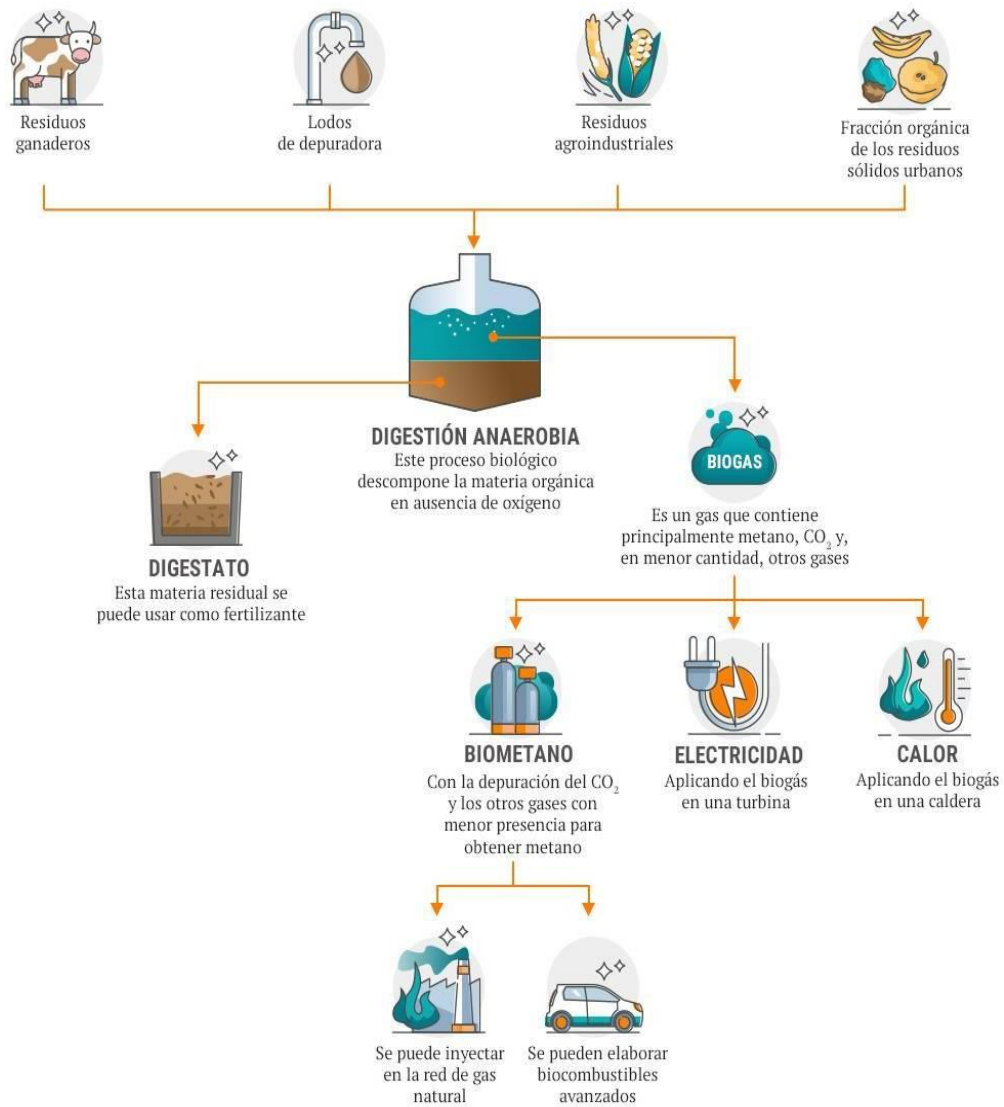 Residuos
ganaderos
Lodos
de depuradora
Residuos
agroindustriales
Fracción orgánica
de los residuos
sólidos urbanos
DIGESTIÓN ANAEROBIA
Este proceso biológico
descompone la materia orgánica
en ausencia de oxígeno
DIGESTATO
Esta materia residual se
puede usar como fertilizante
BIOGAS
Es un gas que contiene
principalmente metano, CO₂ y,
en menor cantidad, otros gases
BIOMETANO
Con la depuración del CO₂
y los otros gases con
menor presencia para
obtener metano
ELECTRICIDAD
Aplicando el biogás
en una turbina
CALOR
Aplicando el biogás
en una caldera
Se puede inyectar
en la red de gas
natural
Se pueden elaborar
biocombustibles
avanzados